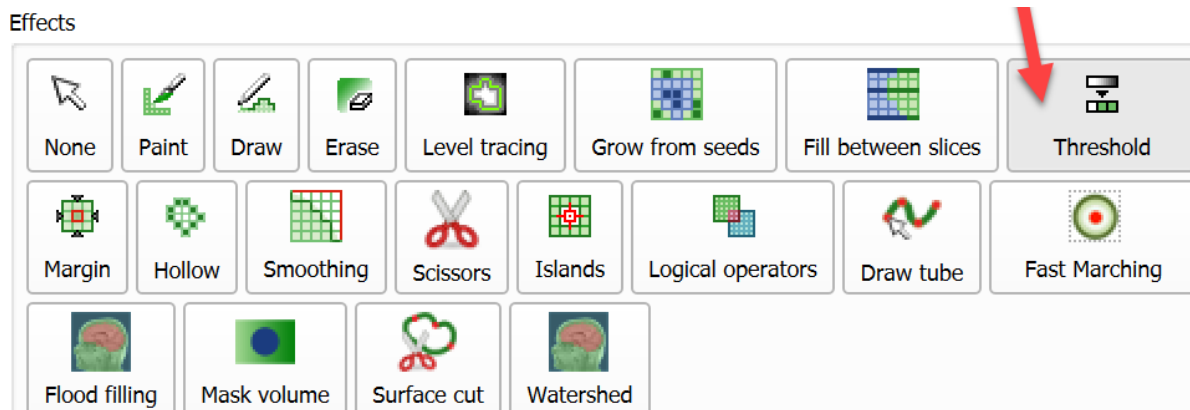 Effects
None Paint Draw Erase Level tracing Grow from seeds Fill between slices Threshold
Margin Hollow Smoothing Scissors Islands Logical operators Draw tube Fast Marching
Flood filling Mask volume Surface cut Watershed